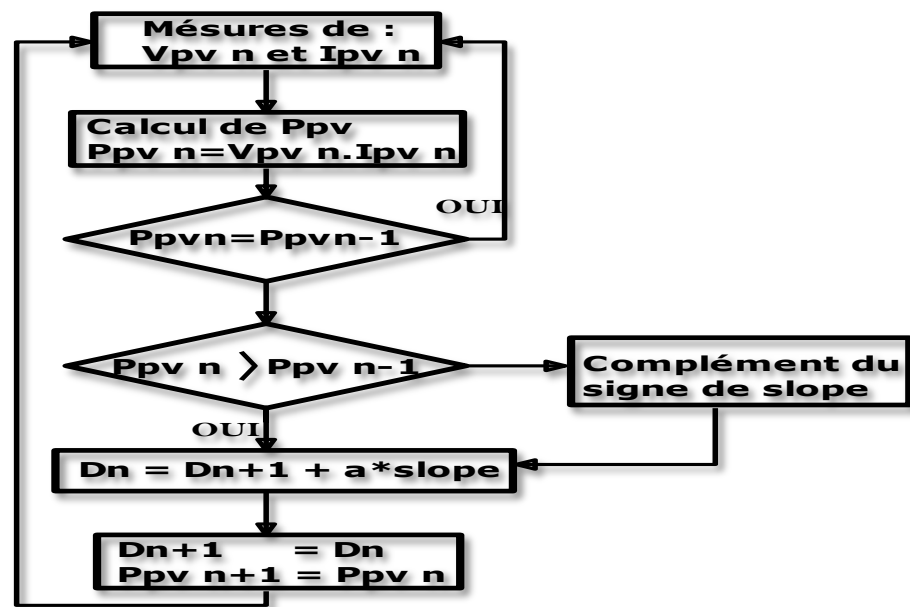 Mésures de :
Vpv n et Ipv n
Calcul de Ppv
Ppv n=Vpv n.Ipv n
OUI
Ppvn=Ppvn-1
Ppv n > Ppv n-1
Complément du
signe de slope
OUI
Dn = Dn+1 + a*slope
Dn+1 = Dn
Ppv n+1 = Ppv n